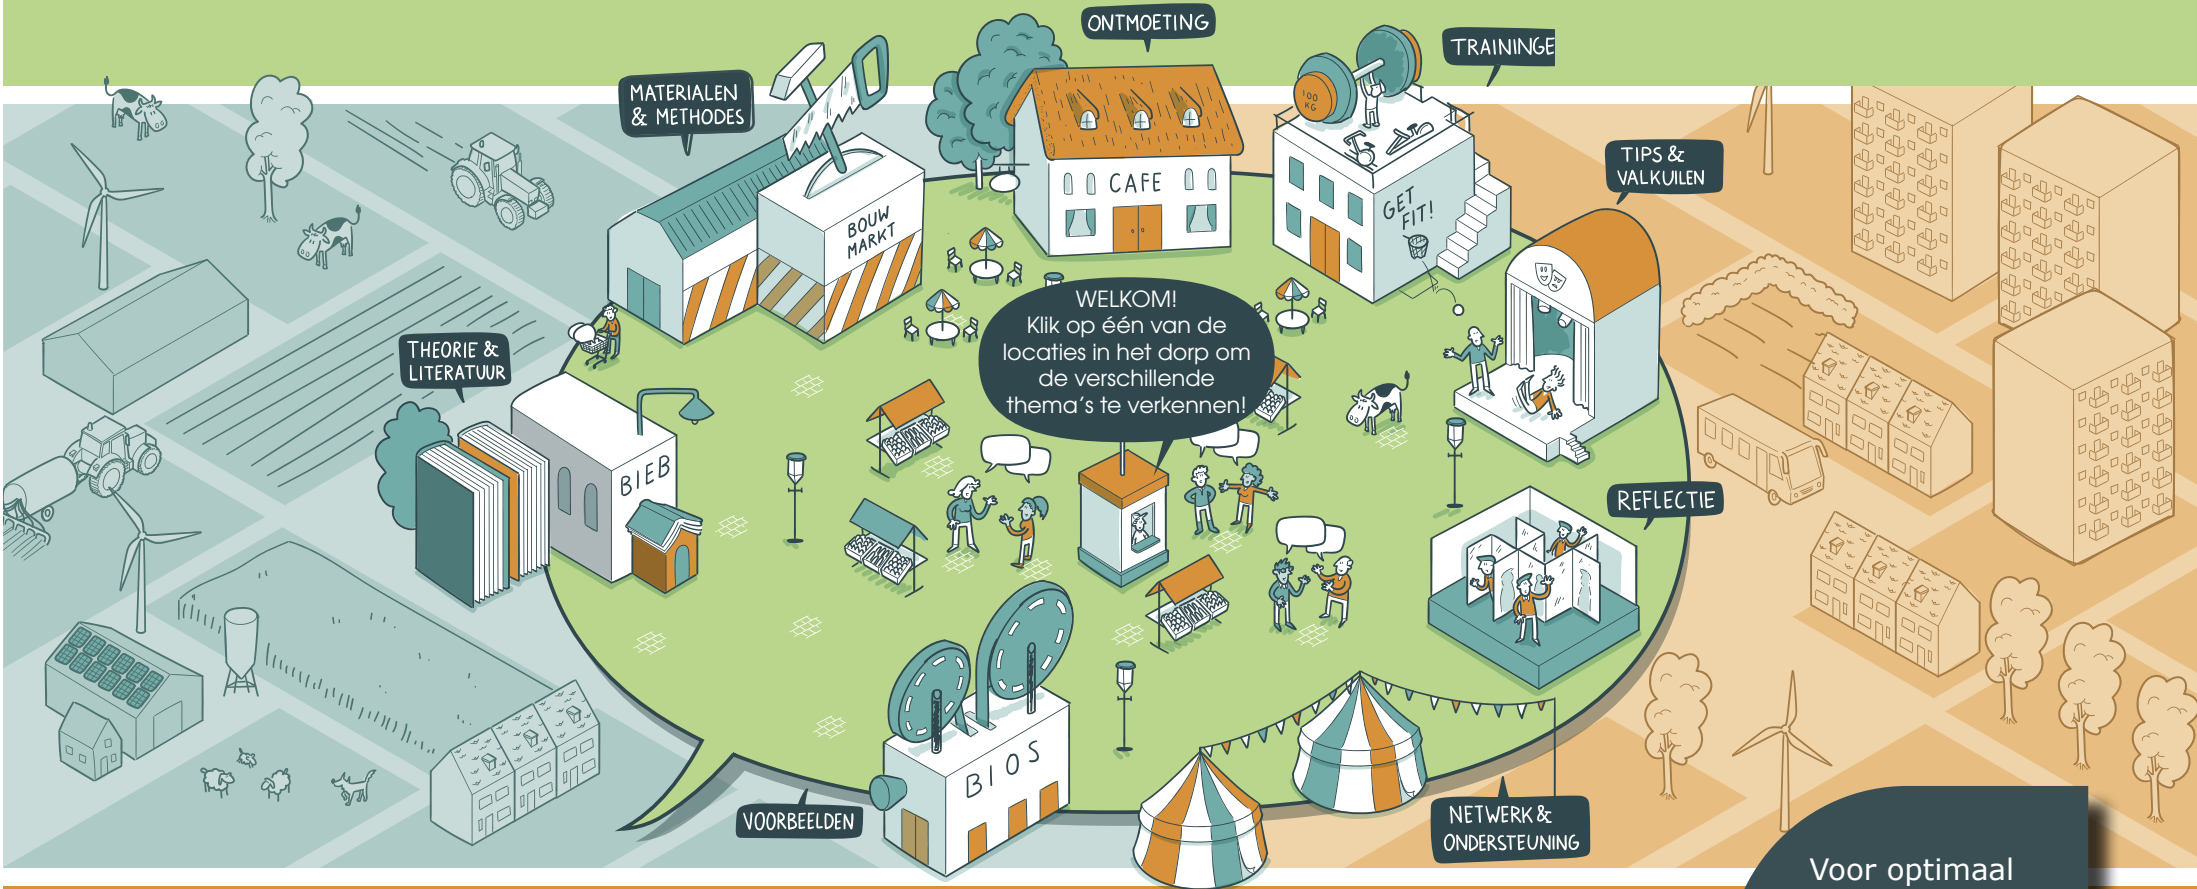 ONTMOETING
TRAININGE
MATERIALEN
& METHODES
100
KG
TIPS &
VALKUILEN
CAFE
GET
FIT!
BOUW
MARKT
WELKOM!
Klik op één van de
locaties in het dorp om
de verschillende
thema's te verkennen!
THEORIE &
LITERATUUR
BIEB
REFLECTIE
BIOS
VOORBEELDEN
NETWERK &
ONDERSTEUNING
Voor optimaal